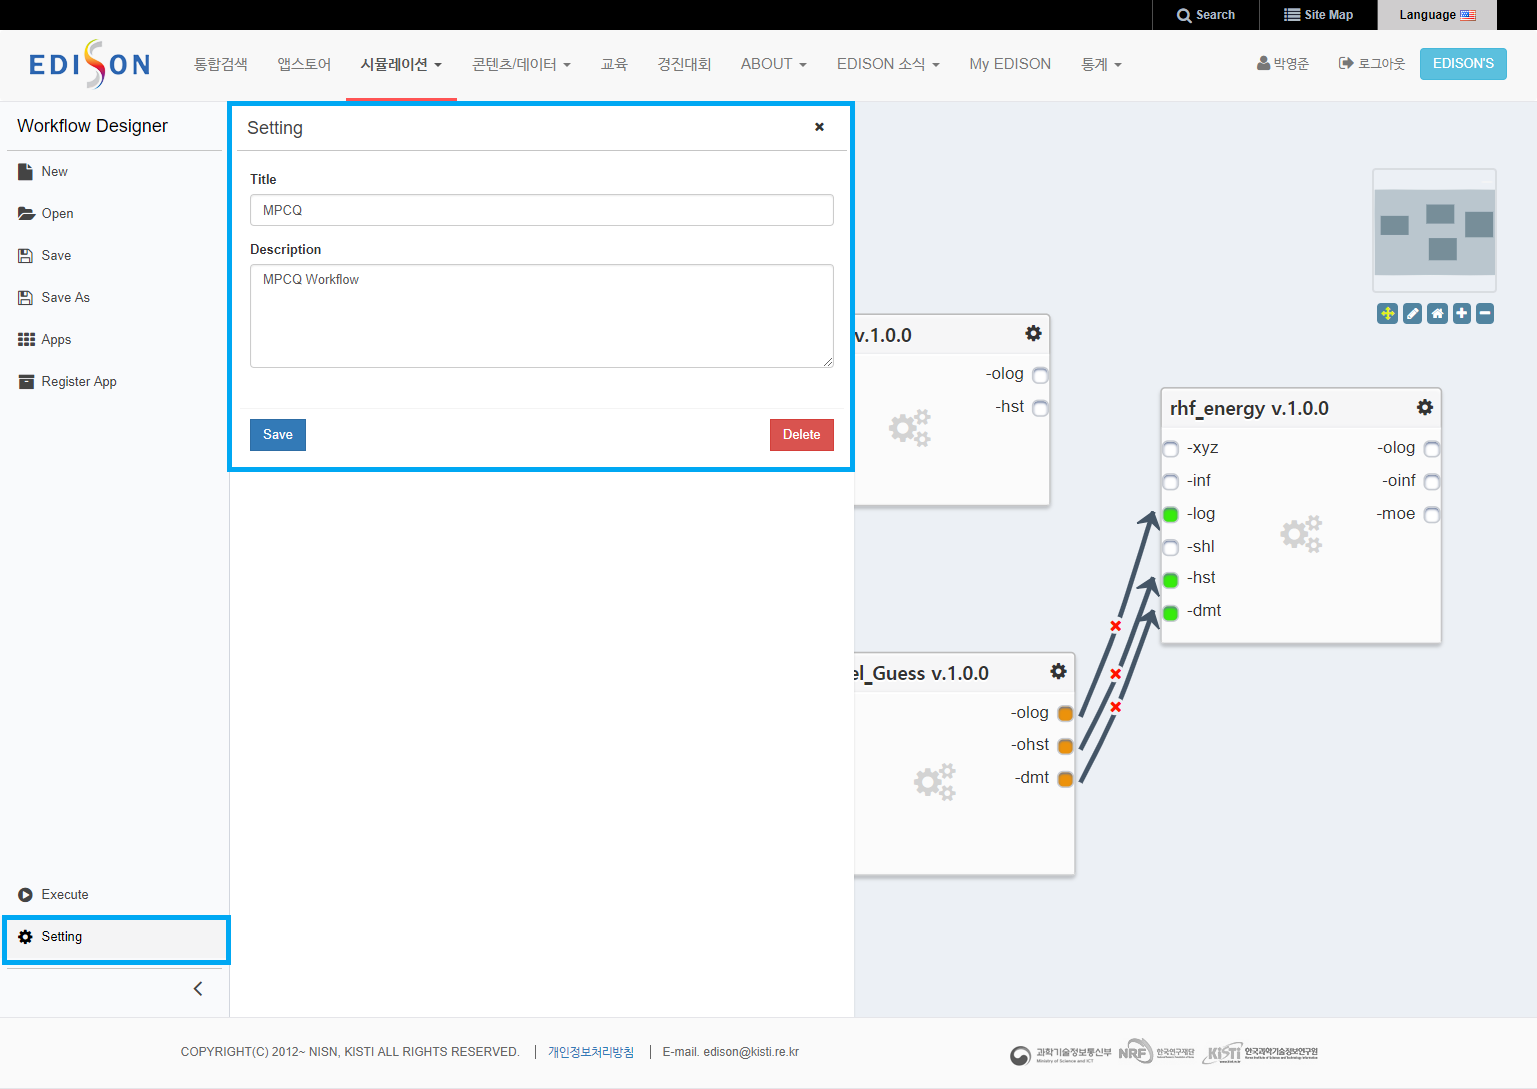 Search
Site Map
Language
EDISON
통합검색
앱스토어
시뮬레이션
콘텐츠/데이터
교육
경진대회
ABOUT
EDISON 소식
My EDISON
통계
박영준
로그아웃
EDISON'S
Workflow Designer
New
Open
Save
Save As
Apps
Register App
Execute
Setting
Setting
Title
MPCQ
Description
MPCQ Workflow
Save
Delete
v.1.0.0
-olog
-hst
rhf_energy v.1.0.0
-xyz
-inf
-log
-shl
-hst
-dmt
-olog
-oinf
-moe
el_Guess v.1.0.0
-olog
-ohst
-dmt
COPYRIGHT(C) 2012~ NISN, KISTI ALL RIGHTS RESERVED.
개인정보처리방침
E-mail. edison@kisti.re.kr
과학기술정보통신부
Ministry of Science and ICT
NRF 한국연구재단
KiSTi 한국과학기술정보연구원